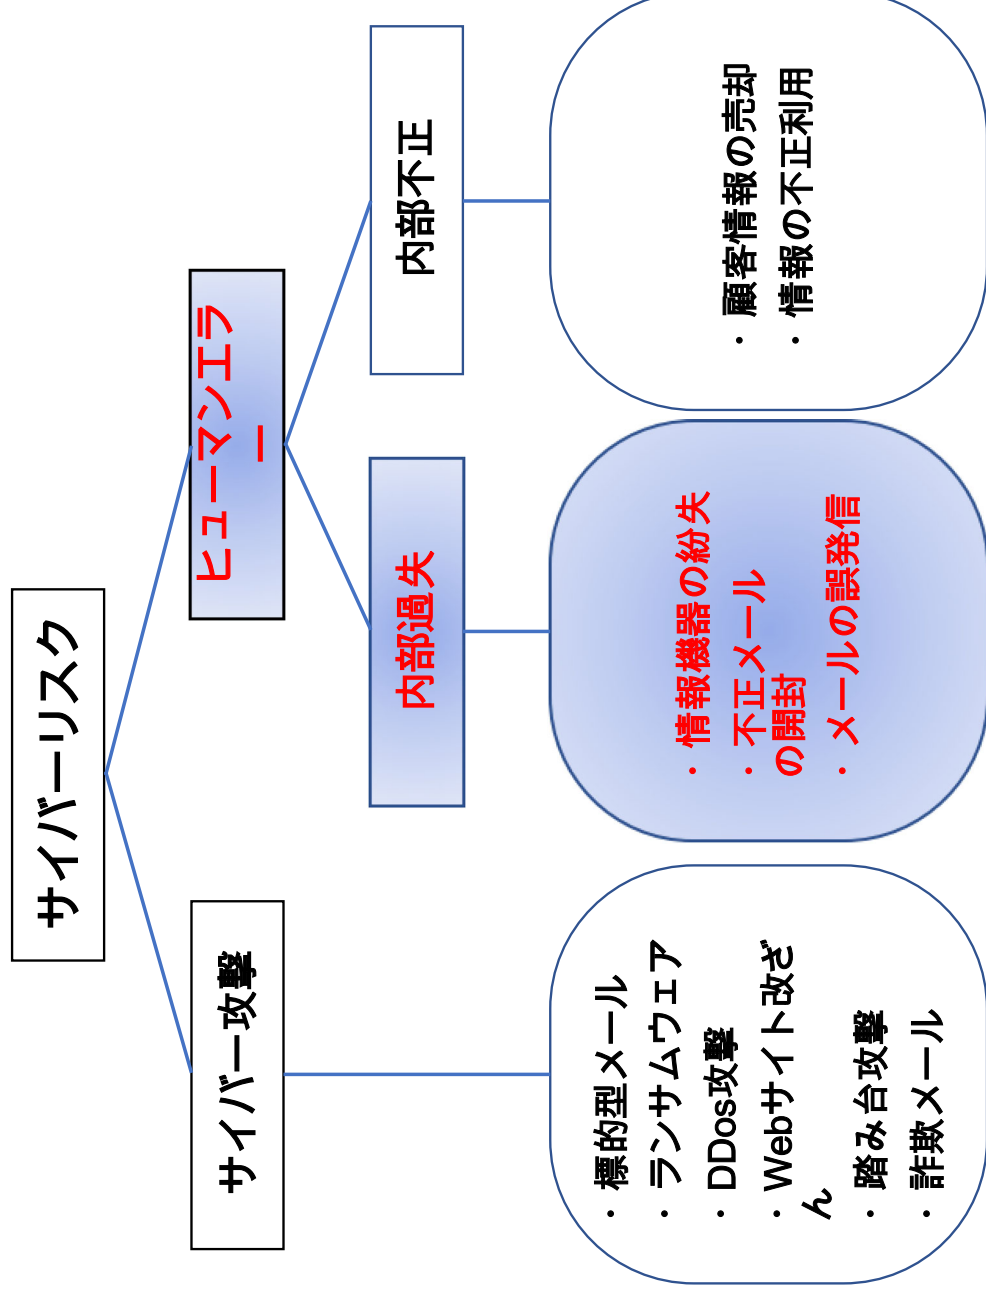 サイバーリスク
サイバー攻撃
ヒューマンエラ
ー
内部過失
内部不正
・標的型メール
・ランサムウェア
・DDos攻撃
・Webサイト改ざ
ん
・踏み台攻撃
・詐欺メール
・情報機器の紛失
・不正メール
の開封
・メールの誤発信
・顧客情報の売却
・情報の不正利用